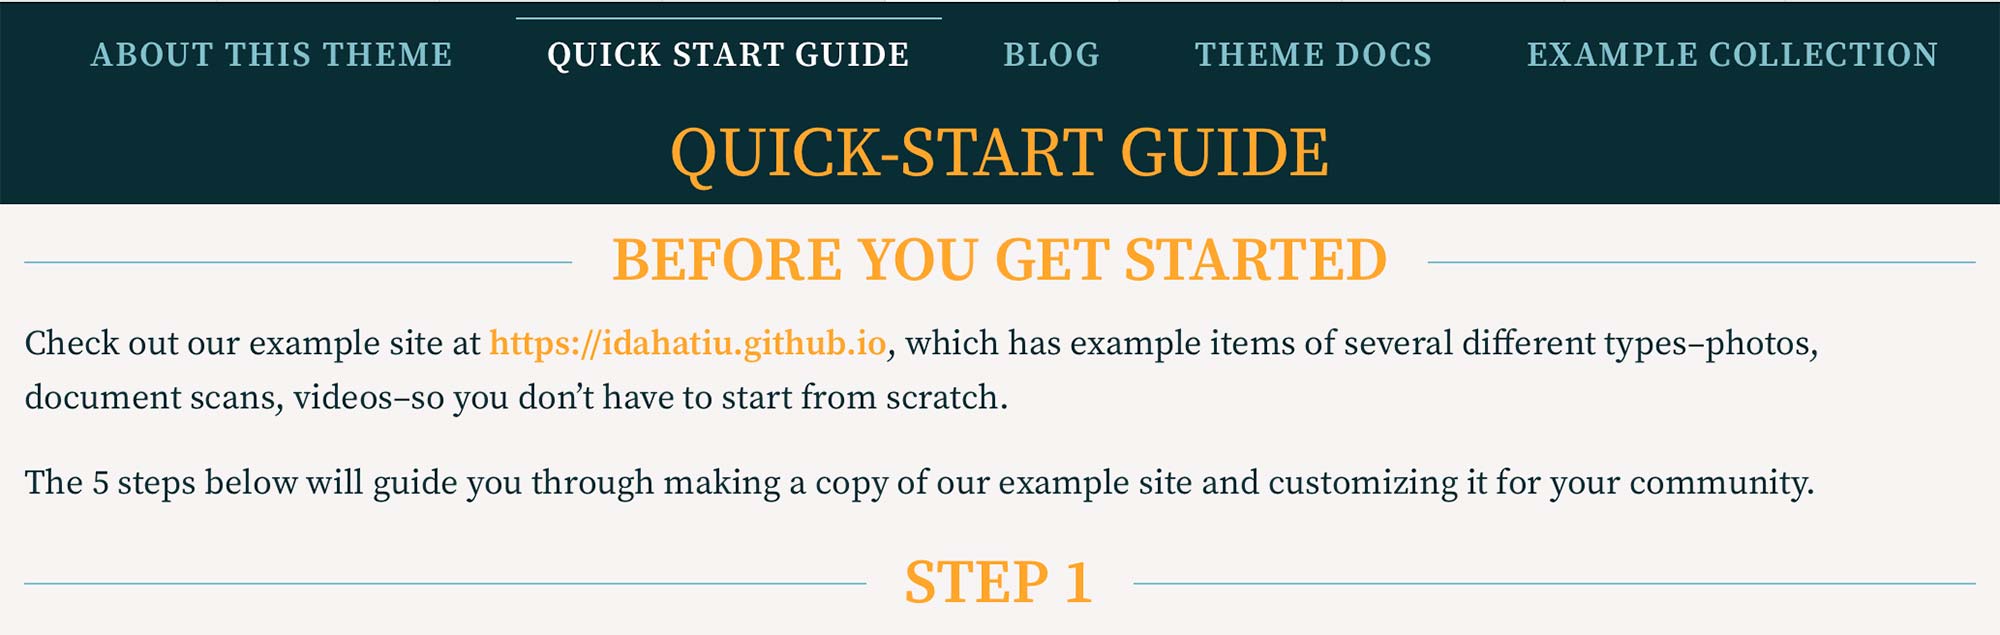 ABOUT THIS THEME QUICK START GUIDE BLOG THEME DOCS EXAMPLE COLLECTION
QUICK-START GUIDE
BEFORE YOU GET STARTED
Check out our example site at https://idahatiu.github.io, which has example items of several different types–photos,
document scans, videos–so you don’t have to start from scratch.
The 5 steps below will guide you through making a copy of our example site and customizing it for your community.
STEP 1